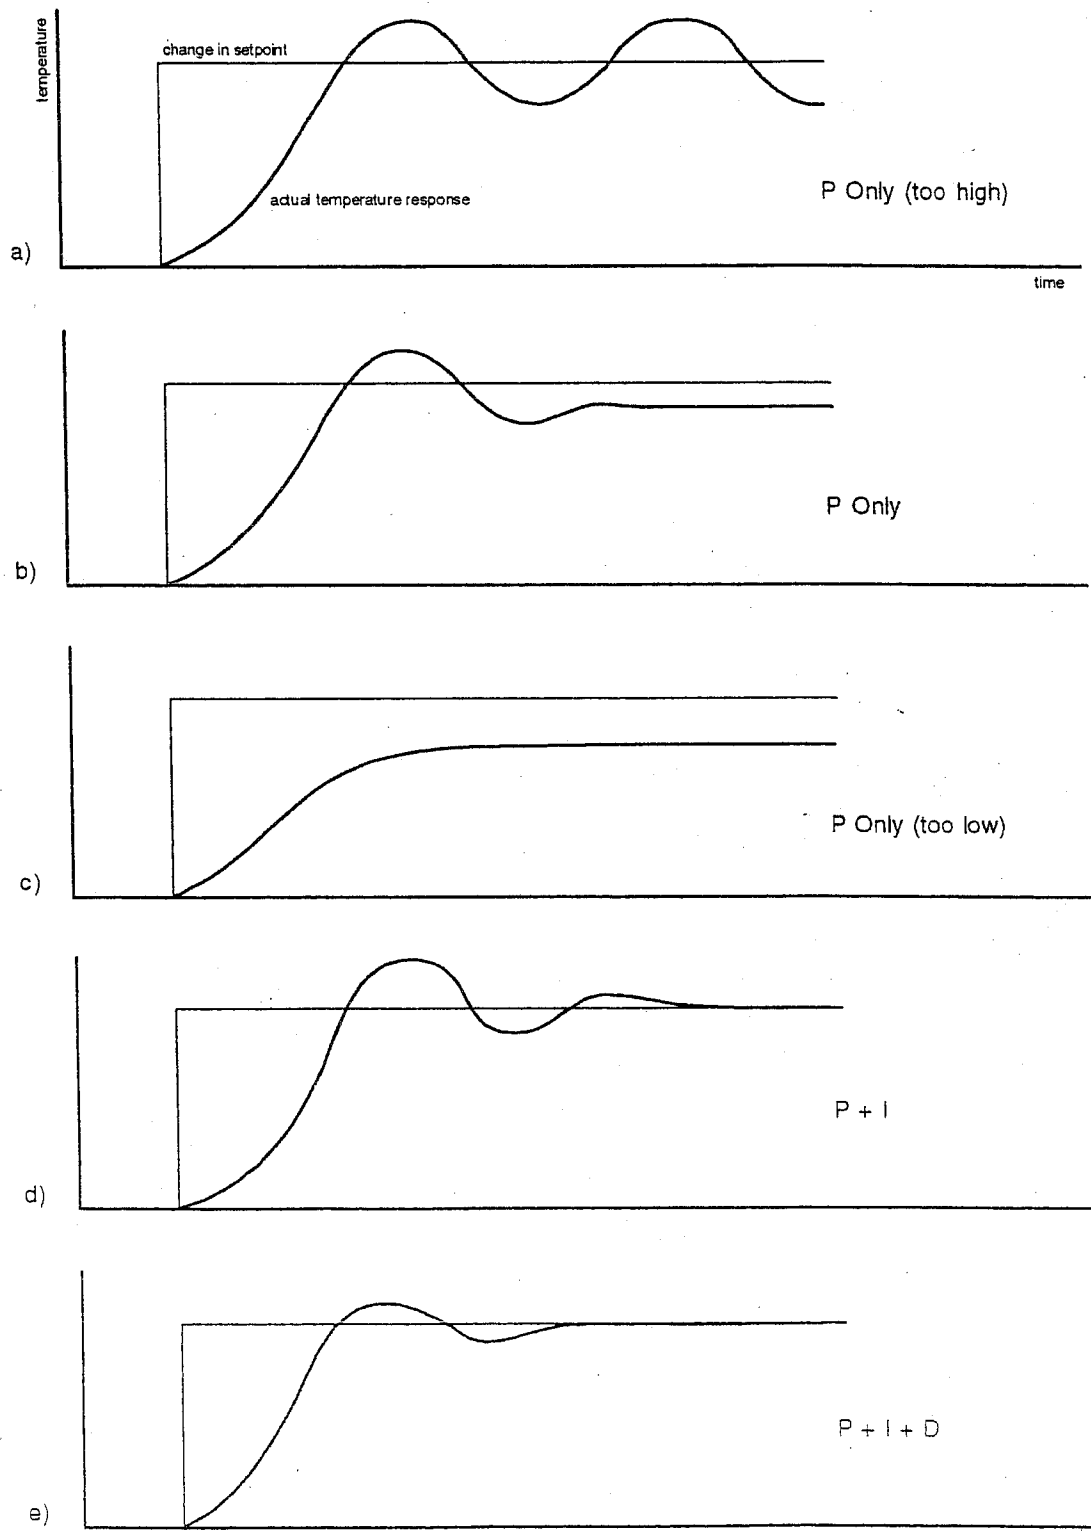 temperature
change in setpoint
actual temperature response
P Only (too high)
a)
time
P Only
b)
P Only (too low)
c)
P + I
d)
P + I + D
e)